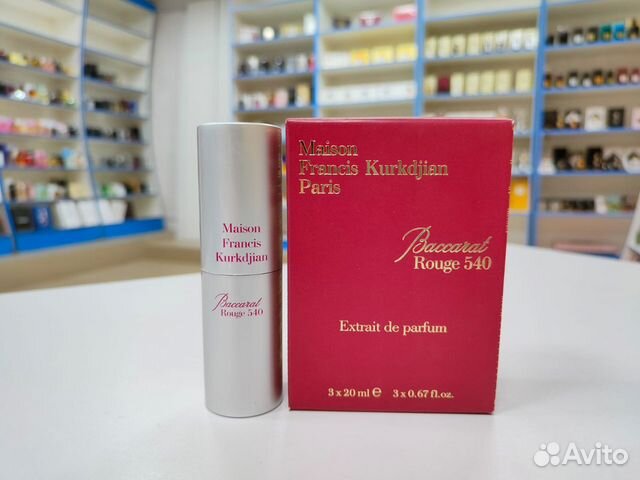 Maison
Francis
Kurkdjian
Baccarat
Rouge 540
Maison
Francis Kurkdjian
Paris
Baccarat
Rouge 540
Extrait de parfum
3 x 20 ml e 3 x 0.67 fl.oz.
Avito